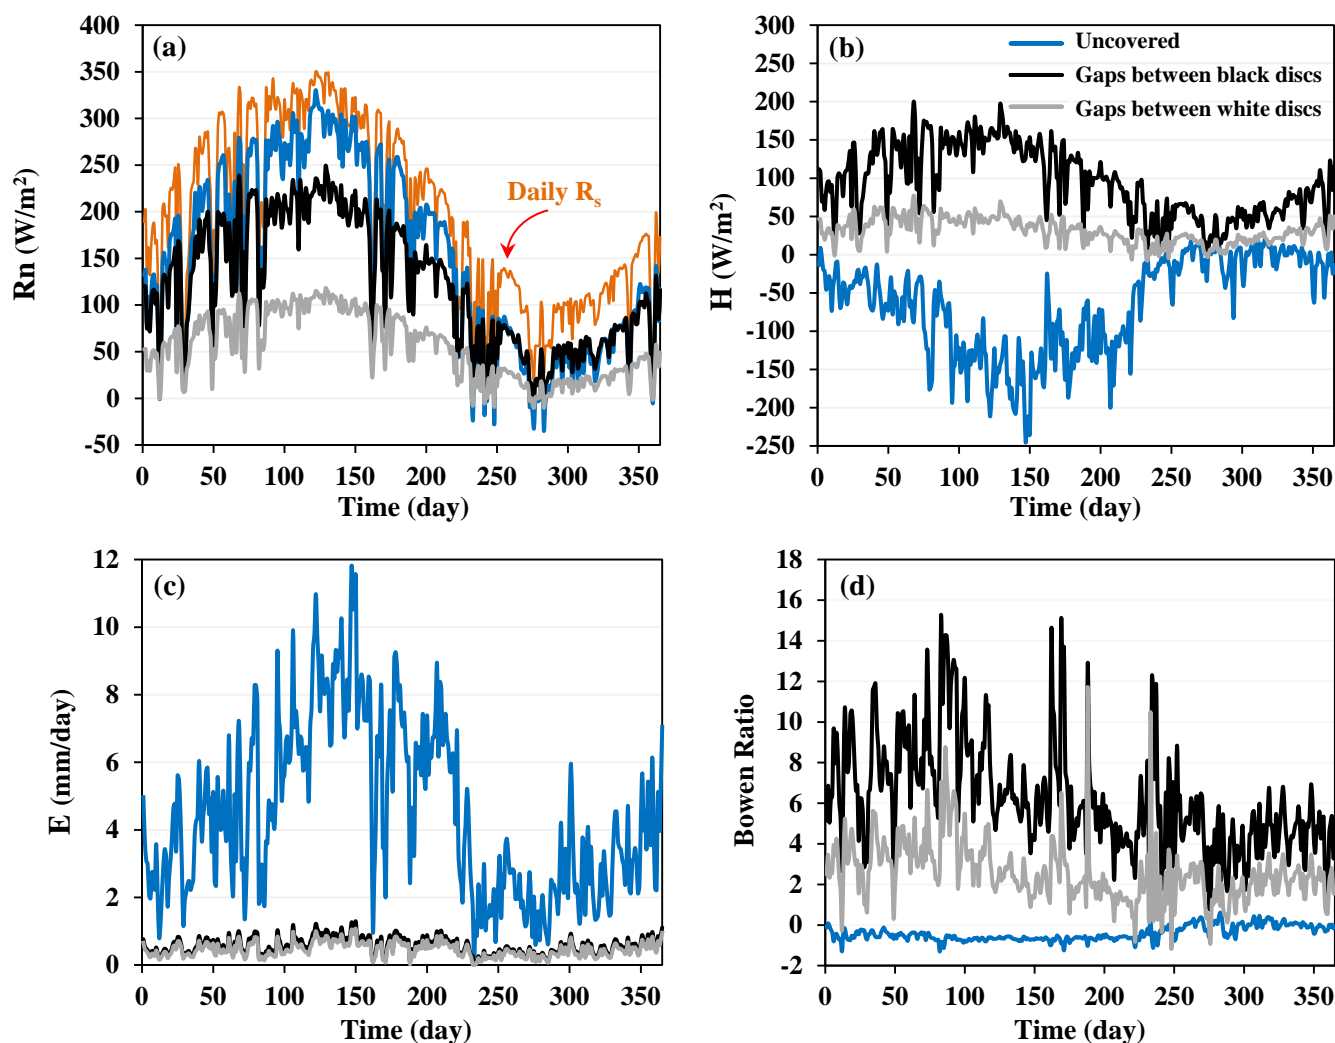 (a)
Rn (W/m²)
400
350
300
250
200
150
100
50
0
-50
Daily Rs
0 50 100 150 200 250 300 350
Time (day)
(b)
H (W/m²)
300
250
200
150
100
50
0
-50
-100
-150
-200
-250
Uncovered
Gaps between black discs
Gaps between white discs
0 50 100 150 200 250 300 350
Time (day)
(c)
E (mm/day)
12
10
8
6
4
2
0
0 50 100 150 200 250 300 350
Time (day)
(d)
Bowen Ratio
18
16
14
12
10
8
6
4
2
0
-2
0 50 100 150 200 250 300 350
Time (day)